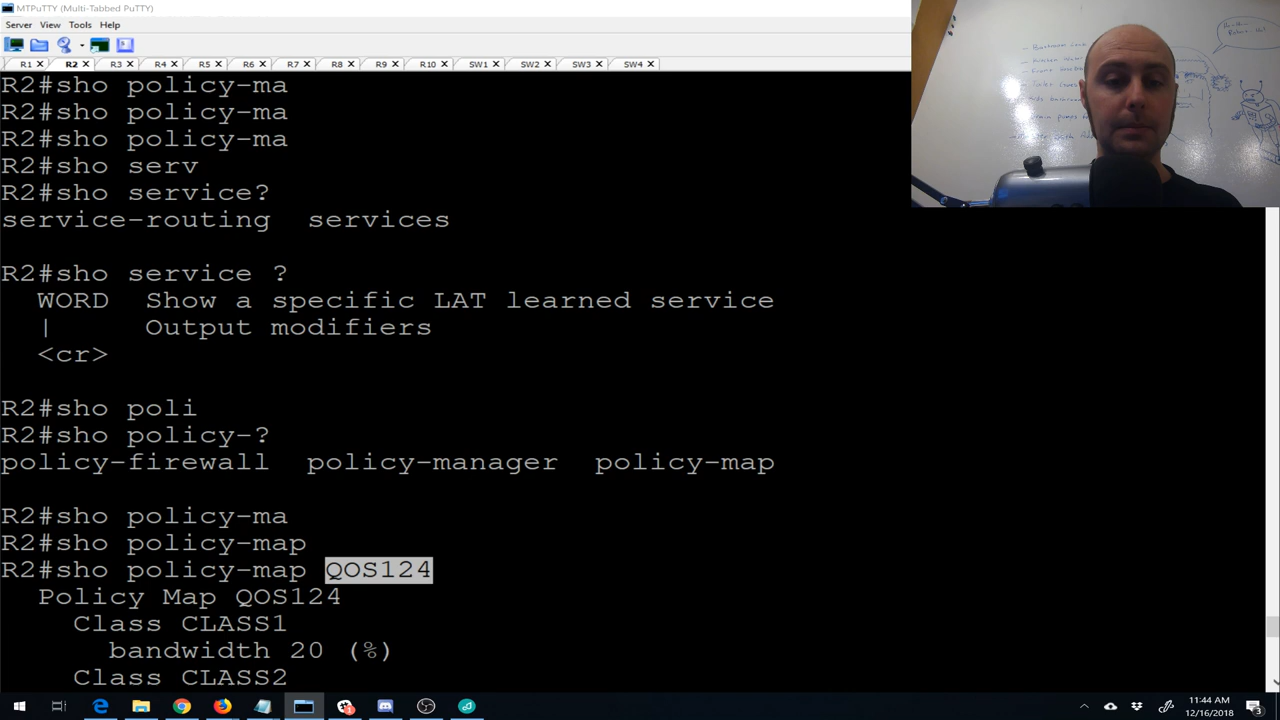 MTPuTTY (Multi-Tabbed PuTTY)
Server View Tools Help
R1 R2 R3 R4 R5 R6 R7 R8 R9 R10 SW1 SW2 SW3 SW4
R2#sho policy-ma
R2#sho policy-ma
R2#sho policy-ma
R2#sho serv
R2#sho service?
service-routing services
R2#sho service ?
WORD Show a specific LAT learned service
| Output modifiers
<cr>
R2#sho poli
R2#sho policy-?
policy-firewall policy-manager policy-map
R2#sho policy-ma
R2#sho policy-map
R2#sho policy-map QOS124
Policy Map QOS124
Class CLASS1
bandwidth 20 (%)
Class CLASS2
11:44 AM
12/16/2018
3